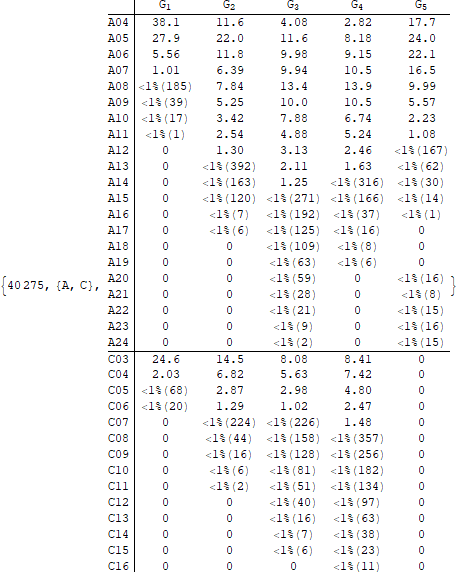 G1 G2 G3 G4 G5
A04 38.1 11.6 4.08 2.82 17.7
A05 27.9 22.0 11.6 8.18 24.0
A06 5.56 11.8 9.98 9.15 22.1
A07 1.01 6.39 9.94 10.5 16.5
A08 <1%(185) 7.84 13.4 13.9 9.99
A09 <1%(39) 5.25 10.0 10.5 5.57
A10 <1%(17) 3.42 7.88 6.74 2.23
A11 <1%(1) 2.54 4.88 5.24 1.08
A12 0 1.30 3.13 2.46 <1%(167)
A13 0 <1%(392) 2.11 1.63 <1%(62)
A14 0 <1%(163) 1.25 <1%(316) <1%(30)
A15 0 <1%(120) <1%(271) <1%(166) <1%(14)
A16 0 <1%(7) <1%(192) <1%(37) <1%(1)
A17 0 <1%(6) <1%(125) <1%(16) 0
A18 0 0 <1%(109) <1%(8) 0
A19 0 0 <1%(63) <1%(6) 0
{40275, {A, C}, A20 0 0 <1%(59) 0 <1%(16) }
A21 0 0 <1%(28) 0 <1%(8)
A22 0 0 <1%(21) 0 <1%(15)
A23 0 0 <1%(9) 0 <1%(16)
A24 0 0 <1%(2) 0 <1%(15)
C03 24.6 14.5 8.08 8.41 0
C04 2.03 6.82 5.63 7.42 0
C05 <1%(68) 2.87 2.98 4.80 0
C06 <1%(20) 1.29 1.02 2.47 0
C07 0 <1%(224) <1%(226) 1.48 0
C08 0 <1%(44) <1%(158) <1%(357) 0
C09 0 <1%(16) <1%(128) <1%(256) 0
C10 0 <1%(6) <1%(81) <1%(182) 0
C11 0 <1%(2) <1%(51) <1%(134) 0
C12 0 0 <1%(40) <1%(97) 0
C13 0 0 <1%(16) <1%(63) 0
C14 0 0 <1%(7) <1%(38) 0
C15 0 0 <1%(6) <1%(23) 0
C16 0 0 0 <1%(11) 0